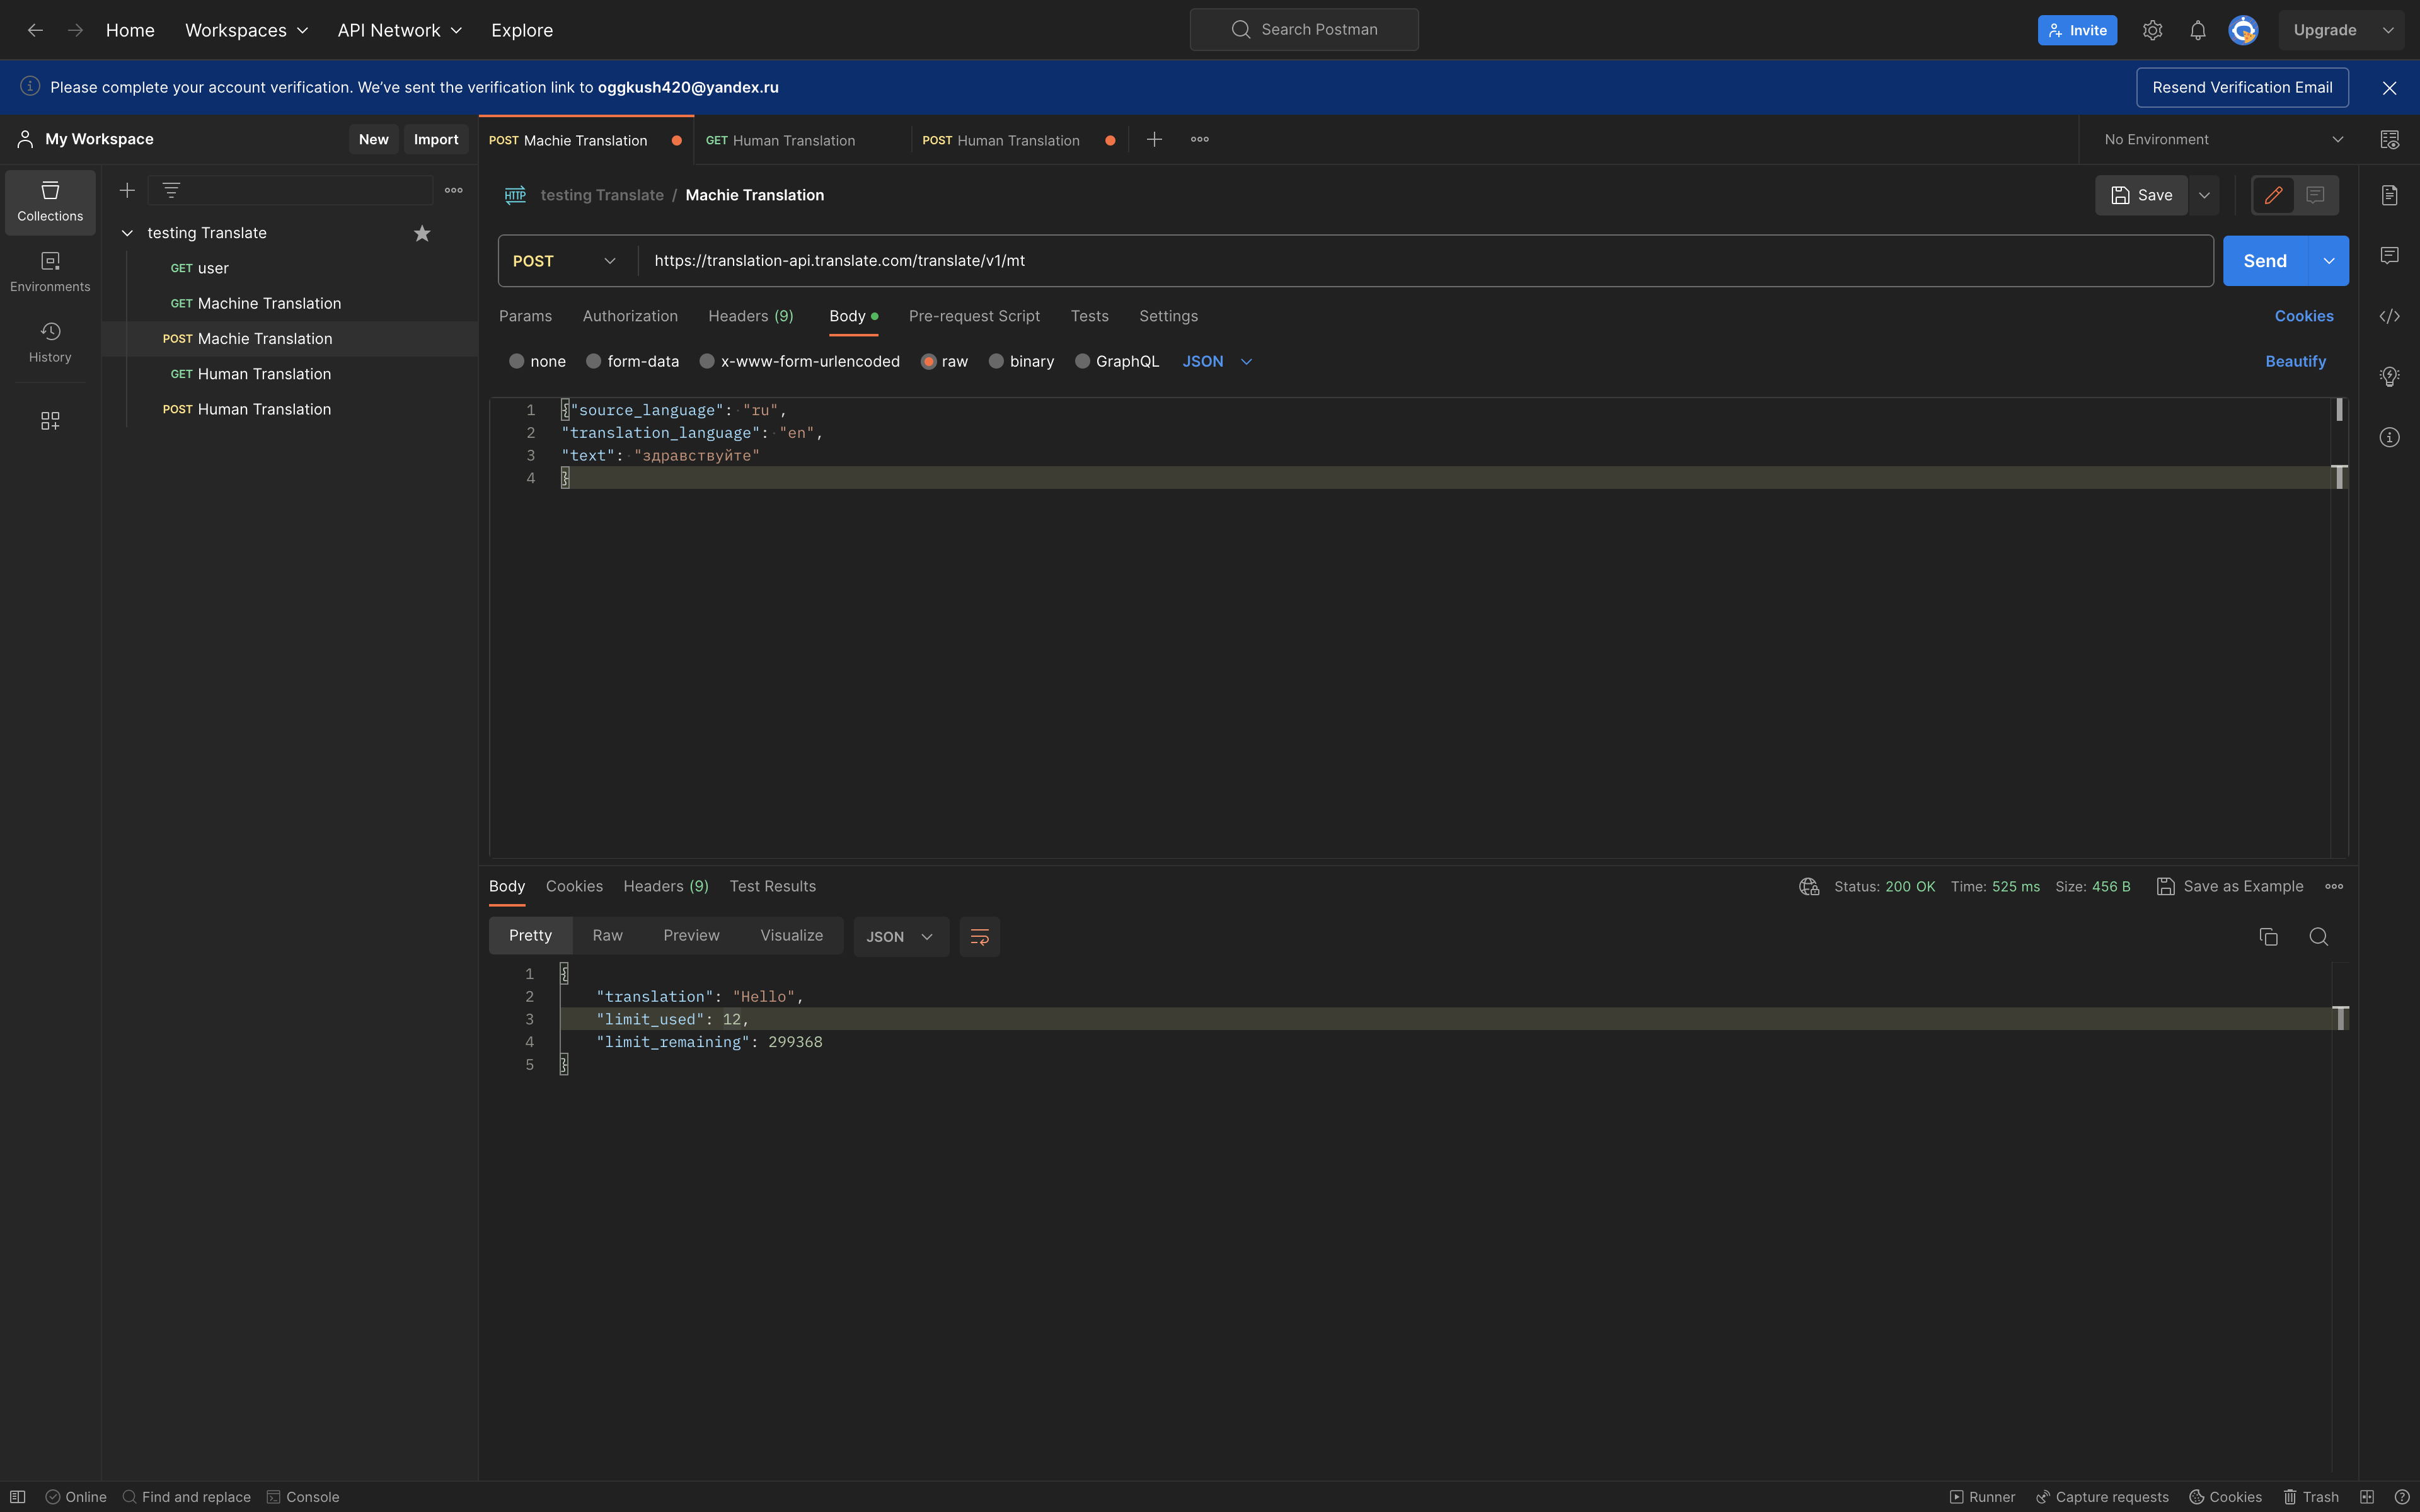 Home Workspaces API Network Explore Search Postman Invite Upgrade
Please complete your account verification. We've sent the verification link to oggkush420@yandex.ru Resend Verification Email
My Workspace New Import
POST Machie Translation GET Human Translation POST Human Translation No Environment
Collections
Environments
History
testing Translate
GET user
GET Machine Translation
POST Machie Translation
GET Human Translation
POST Human Translation
HTTP testing Translate / Machie Translation Save
POST https://translation-api.translate.com/translate/v1/mt Send
Params Authorization Headers (9) Body Pre-request Script Tests Settings Cookies
none form-data x-www-form-urlencoded raw binary GraphQL JSON Beautify
1 {"source_language": "ru",
2 "translation_language": "en",
3 "text": "здравствуйте"
4 }
Body Cookies Headers (9) Test Results Status: 200 OK Time: 525 ms Size: 456 B Save as Example
Pretty Raw Preview Visualize JSON
1 {
2 "translation": "Hello",
3 "limit_used": 12,
4 "limit_remaining": 299368
5 }
Online Find and replace Console Runner Capture requests Cookies Trash